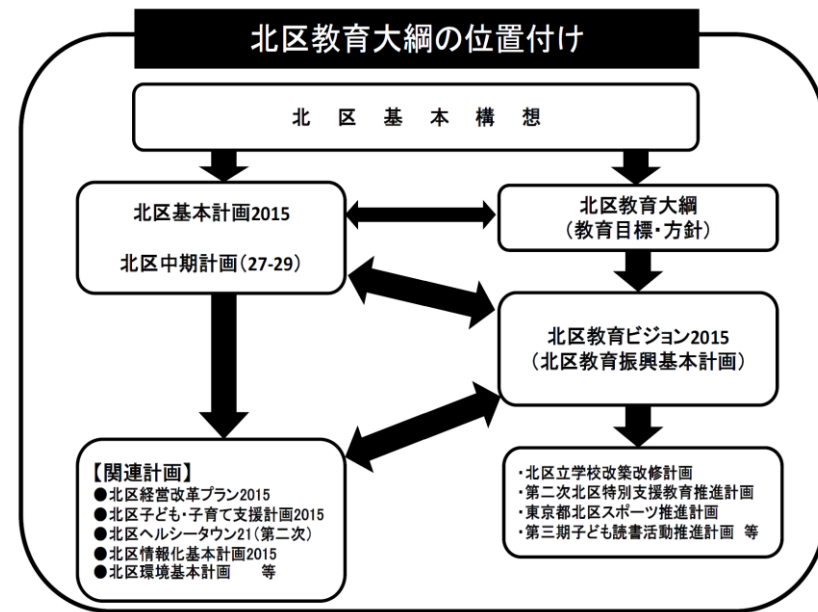 北区教育大綱の位置付け
北 区 基 本 構 想
北区基本計画2015
北区中期計画(27-29)
北区教育大綱
(教育目標・方針)
北区教育ビジョン2015
(北区教育振興基本計画)
【関連計画】
●北区経営改革プラン2015
●北区子ども・子育て支援計画2015
●北区ヘルシータウン21(第二次)
●北区情報化基本計画2015
●北区環境基本計画　等
・北区立学校改築改修計画
・第二次北区特別支援教育推進計画
・東京都北区スポーツ推進計画
・第三期子ども読書活動推進計画 等